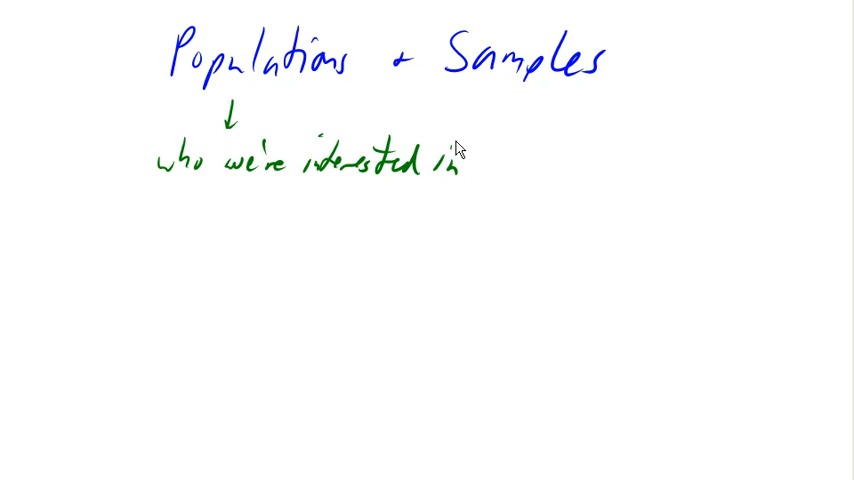 Populations + Samples
↓
who we're interested in